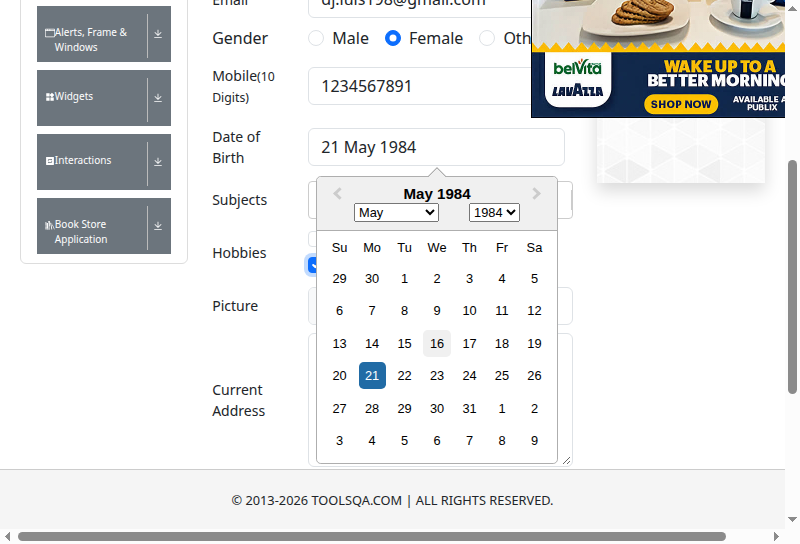 Email
dj.luis198@gmail.com
Gender
Male
Female
Oth
Mobile(10
Digits)
1234567891
Date of
Birth
21 May 1984
Subjects
Hobbies
Picture
Current
Address
May 1984
May
1984
Su Mo Tu We Th Fr Sa
29 30 1 2 3 4 5
6 7 8 9 10 11 12
13 14 15 16 17 18 19
20 21 22 23 24 25 26
27 28 29 30 31 1 2
3 4 5 6 7 8 9
Alerts, Frame &
Windows
Widgets
Interactions
Book Store
Application
belVita
LAVAZZA
WAKE UP TO A
BETTER MORNING
SHOP NOW
AVAILABLE A
PUBLIX
© 2013-2026 TOOLSQA.COM | ALL RIGHTS RESERVED.